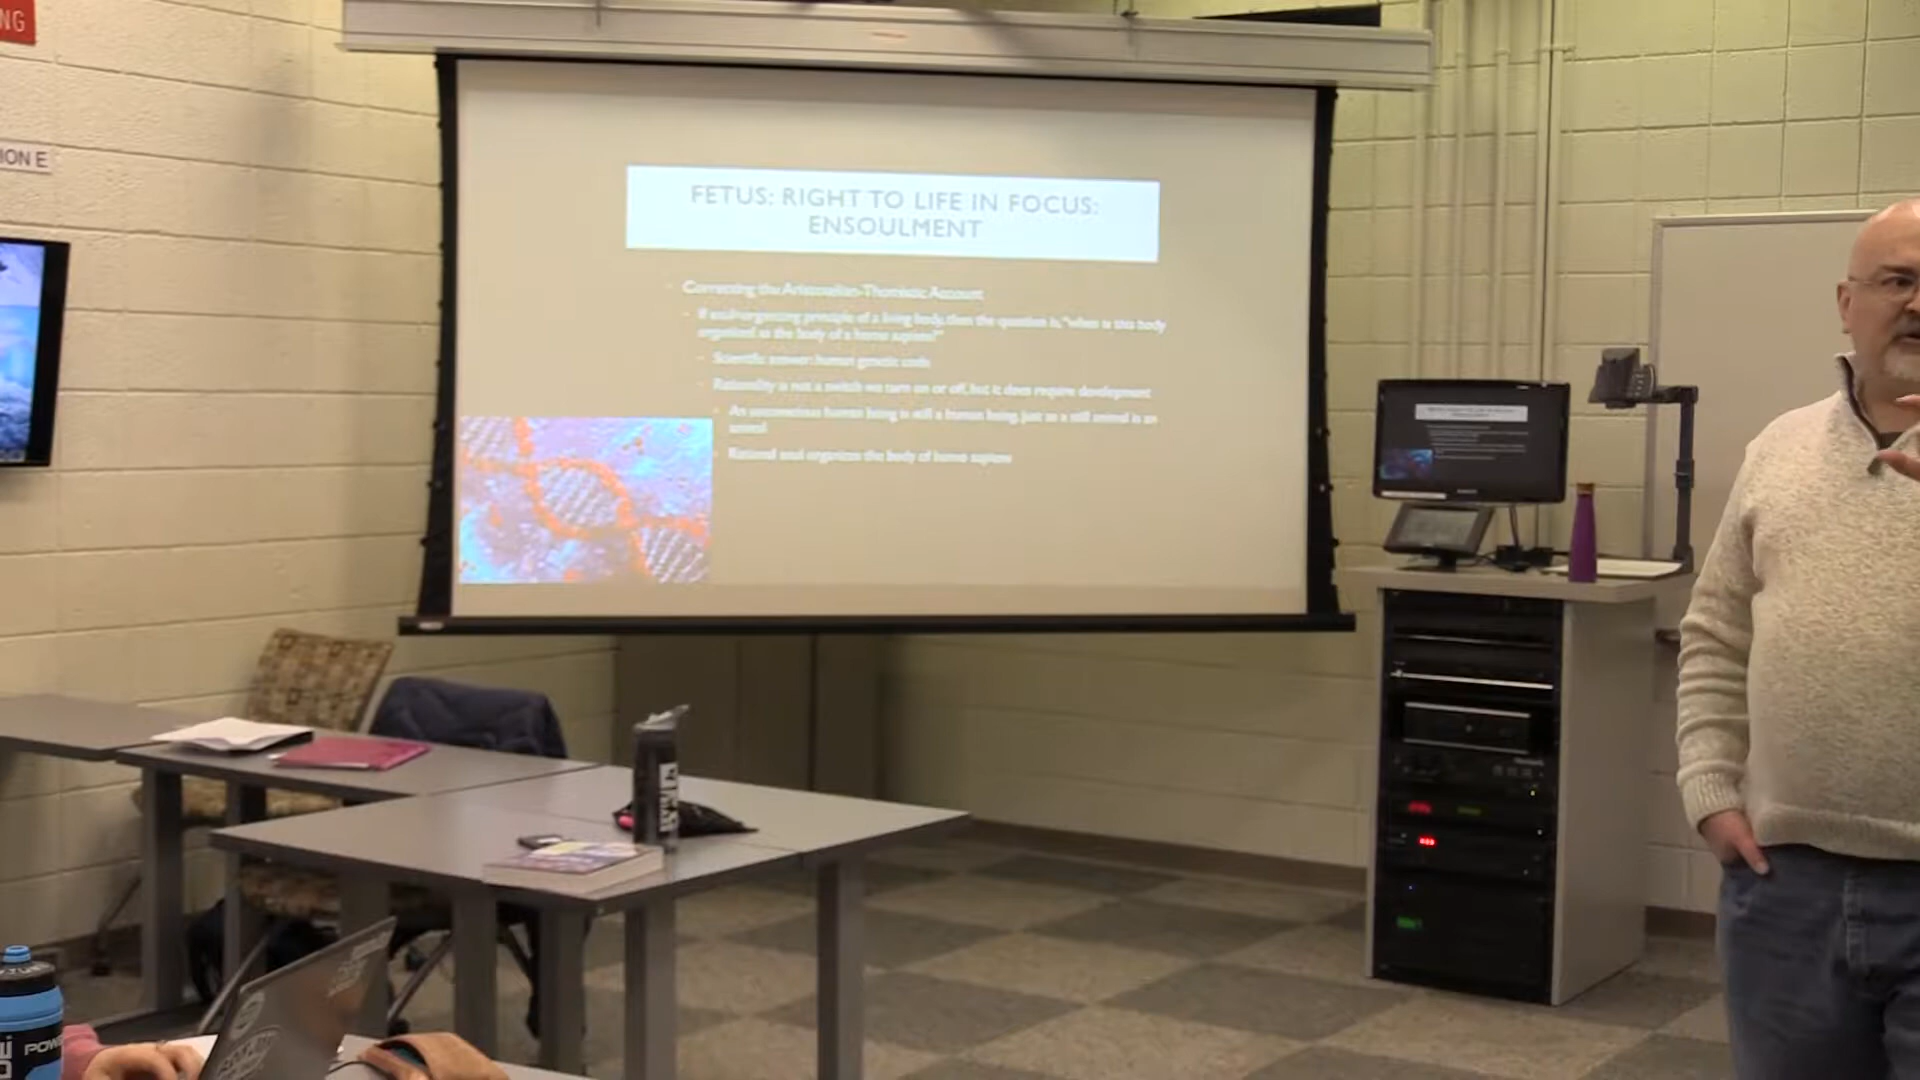 NG
ION E
FETUS: RIGHT TO LIFE IN FOCUS:
ENSOULMENT
Correcting the Aristotelian-Thomistic Account
If soul=organizing principle of a living body, then the question is, "when is this body
organized as the body of a homo sapiens?"
Scientific answer: human genetic code
Rationality is not a switch we turn on or off, but it does require development
An unconscious human being is still a human being, just as a still animal is an
animal
Rational soul organizes the body of homo sapiens
POW